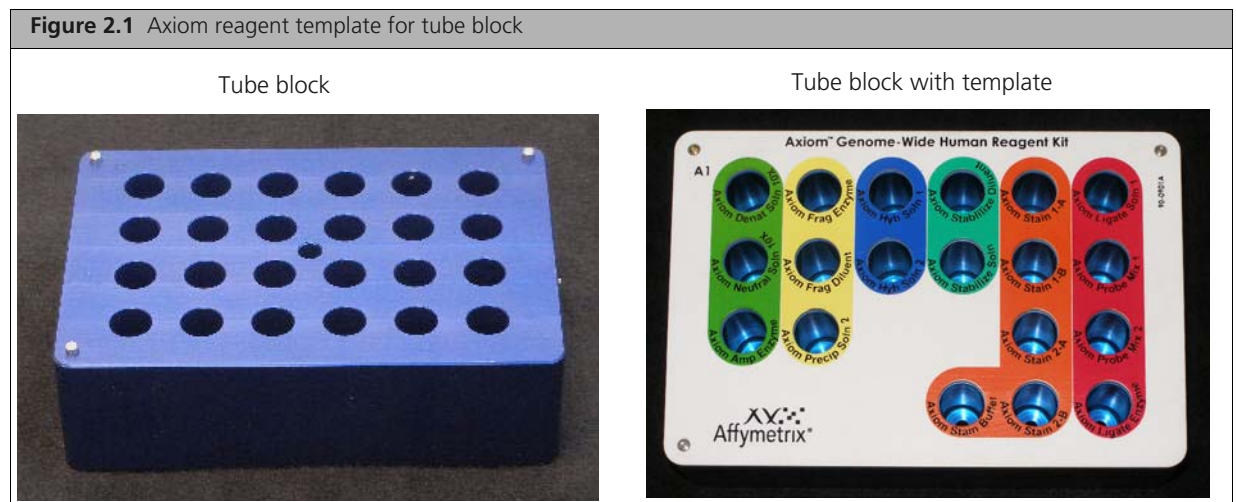 Figure 2.1 Axiom reagent template for tube block
Tube block
Tube block with template
Axiom™ Genome-Wide Human Reagent Kit
A1
Axiom Denat Soln 10X
Axiom Frag Enzyme
Axiom Hyb Soln 1
Axiom Stabilize Diluent
Axiom Stain 1-A
Axiom Ligate Soln 1
90-0901A
Axiom Neutral Soln 10X
Axiom Frag Diluent
Axiom Hyb Soln 2
Axiom Stabilize Soln
Axiom Stain 1-B
Axiom Probe Mix 1
Axiom Amp Enzyme
Axiom Precip Soln 2
Axiom Stain 2-A
Axiom Probe Mix 2
Axiom Stain Buffer
Axiom Stain 2-B
Axiom Ligate Enzyme
Affymetrix®